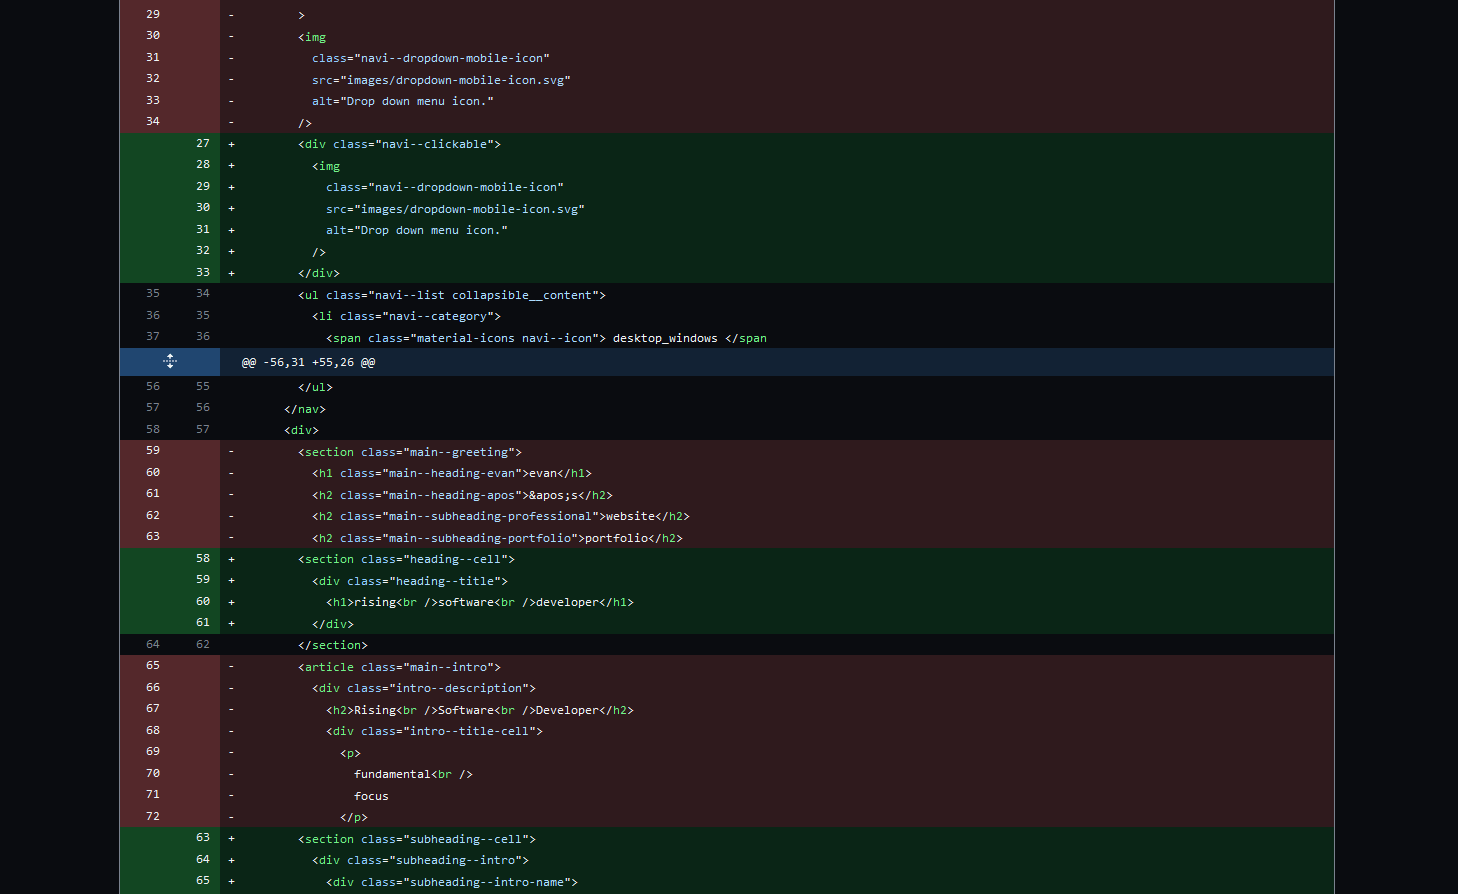 29 - >
30 - <img
31 - class="navi--dropdown-mobile-icon"
32 - src="images/dropdown-mobile-icon.svg"
33 - alt="Drop down menu icon."
34 - />
27 + <div class="navi--clickable">
28 + <img
29 + class="navi--dropdown-mobile-icon"
30 + src="images/dropdown-mobile-icon.svg"
31 + alt="Drop down menu icon."
32 + />
33 + </div>
35 34 <ul class="navi--list collapsible__content">
36 35 <li class="navi--category">
37 36 <span class="material-icons navi--icon"> desktop_windows </span
@@ -56,31 +55,26 @@
56 55 </ul>
57 56 </nav>
58 57 <div>
59 - <section class="main--greeting">
60 - <h1 class="main--heading-evan">evan</h1>
61 - <h2 class="main--heading-apos">&apos;s</h2>
62 - <h2 class="main--subheading-professional">website</h2>
63 - <h2 class="main--subheading-portfolio">portfolio</h2>
58 + <section class="heading--cell">
59 + <div class="heading--title">
60 + <h1>rising<br />software<br />developer</h1>
61 + </div>
64 62 </section>
65 - <article class="main--intro">
66 - <div class="intro--description">
67 - <h2>Rising<br />Software<br />Developer</h2>
68 - <div class="intro--title-cell">
69 - <p>
70 - fundamental<br />
71 - focus
72 - </p>
63 + <section class="subheading--cell">
64 + <div class="subheading--intro">
65 + <div class="subheading--intro-name">